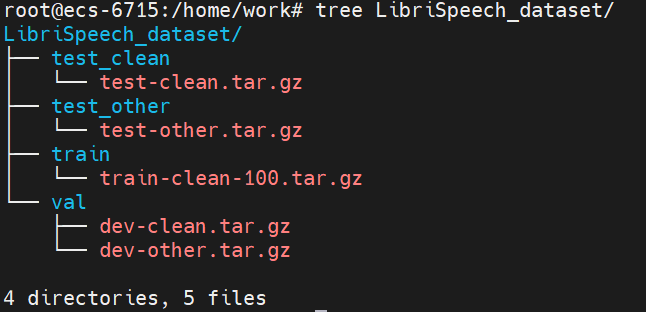 root@ecs-6715:/home/work# tree LibriSpeech_dataset/
LibriSpeech_dataset/
├── test_clean
│   └── test-clean.tar.gz
├── test_other
│   └── test-other.tar.gz
├── train
│   └── train-clean-100.tar.gz
└── val
    ├── dev-clean.tar.gz
    └── dev-other.tar.gz

4 directories, 5 files